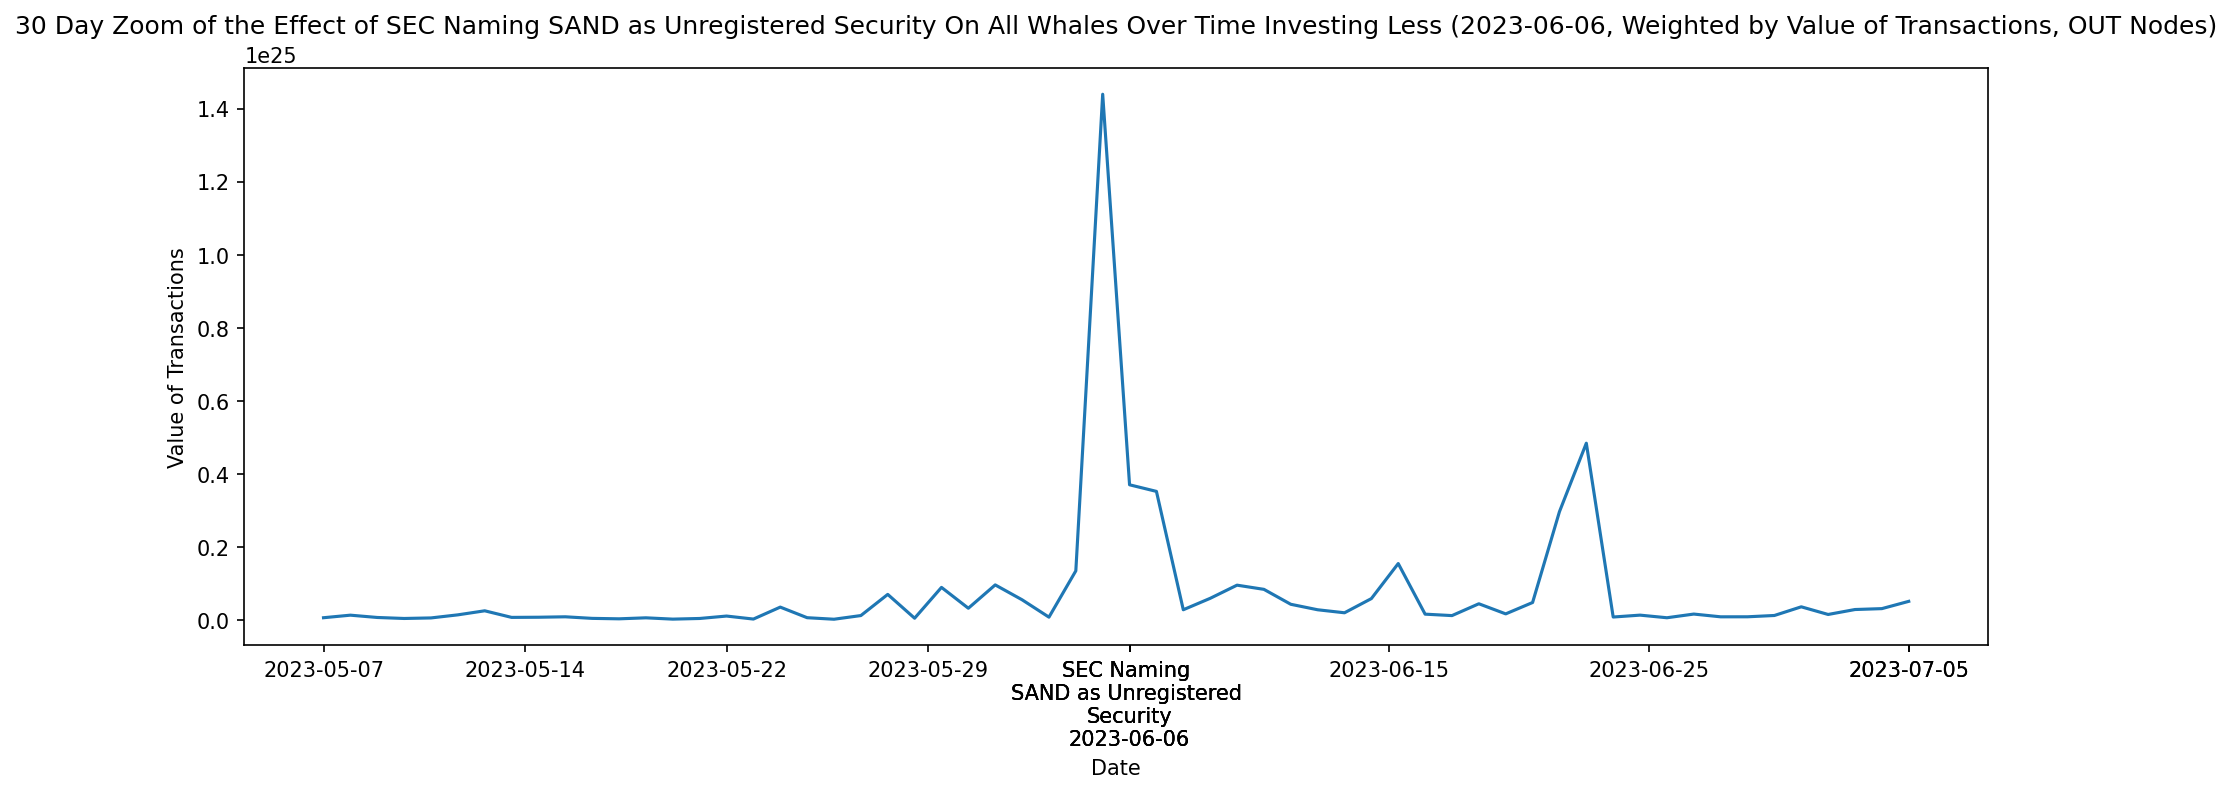 30 Day Zoom of the Effect of SEC Naming SAND as Unregistered Security On All Whales Over Time Investing Less (2023-06-06, Weighted by Value of Transactions, OUT Nodes)
1e25
1.4
1.2
1.0
0.8
0.6
0.4
0.2
0.0
Value of Transactions
2023-05-07 2023-05-14 2023-05-22 2023-05-29 SEC Naming 2023-06-15 2023-06-25 2023-07-05
SAND as Unregistered
Security
2023-06-06
Date